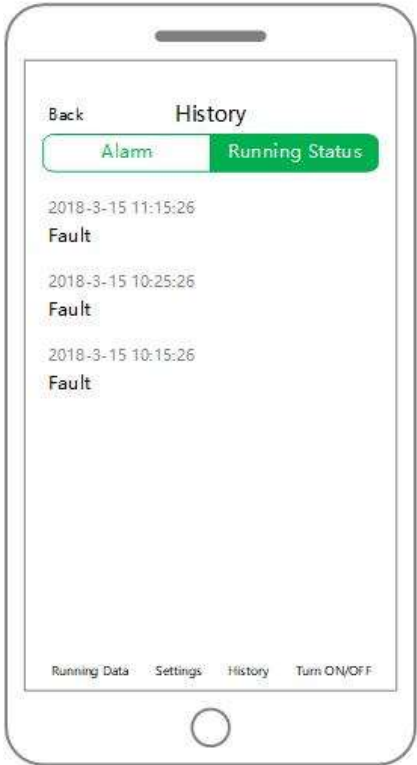 Back History
Alarm Running Status
2018-3-15 11:15:26
Fault
2018-3-15 10:25:26
Fault
2018-3-15 10:15:26
Fault
Running Data Settings History Turn ON/OFF